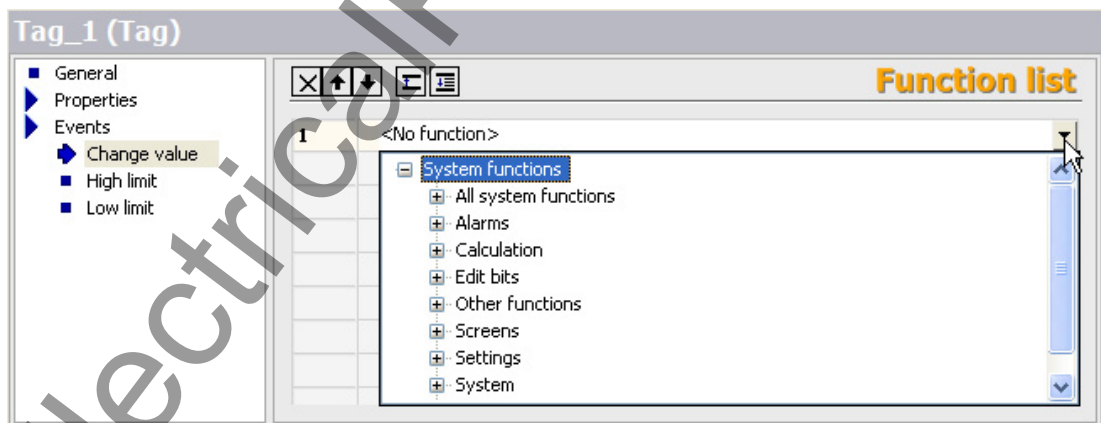 Tag_1 (Tag)
General
Properties
Events
Change value
High limit
Low limit
Function list
1 <No function>
System functions
All system functions
Alarms
Calculation
Edit bits
Other functions
Screens
Settings
System